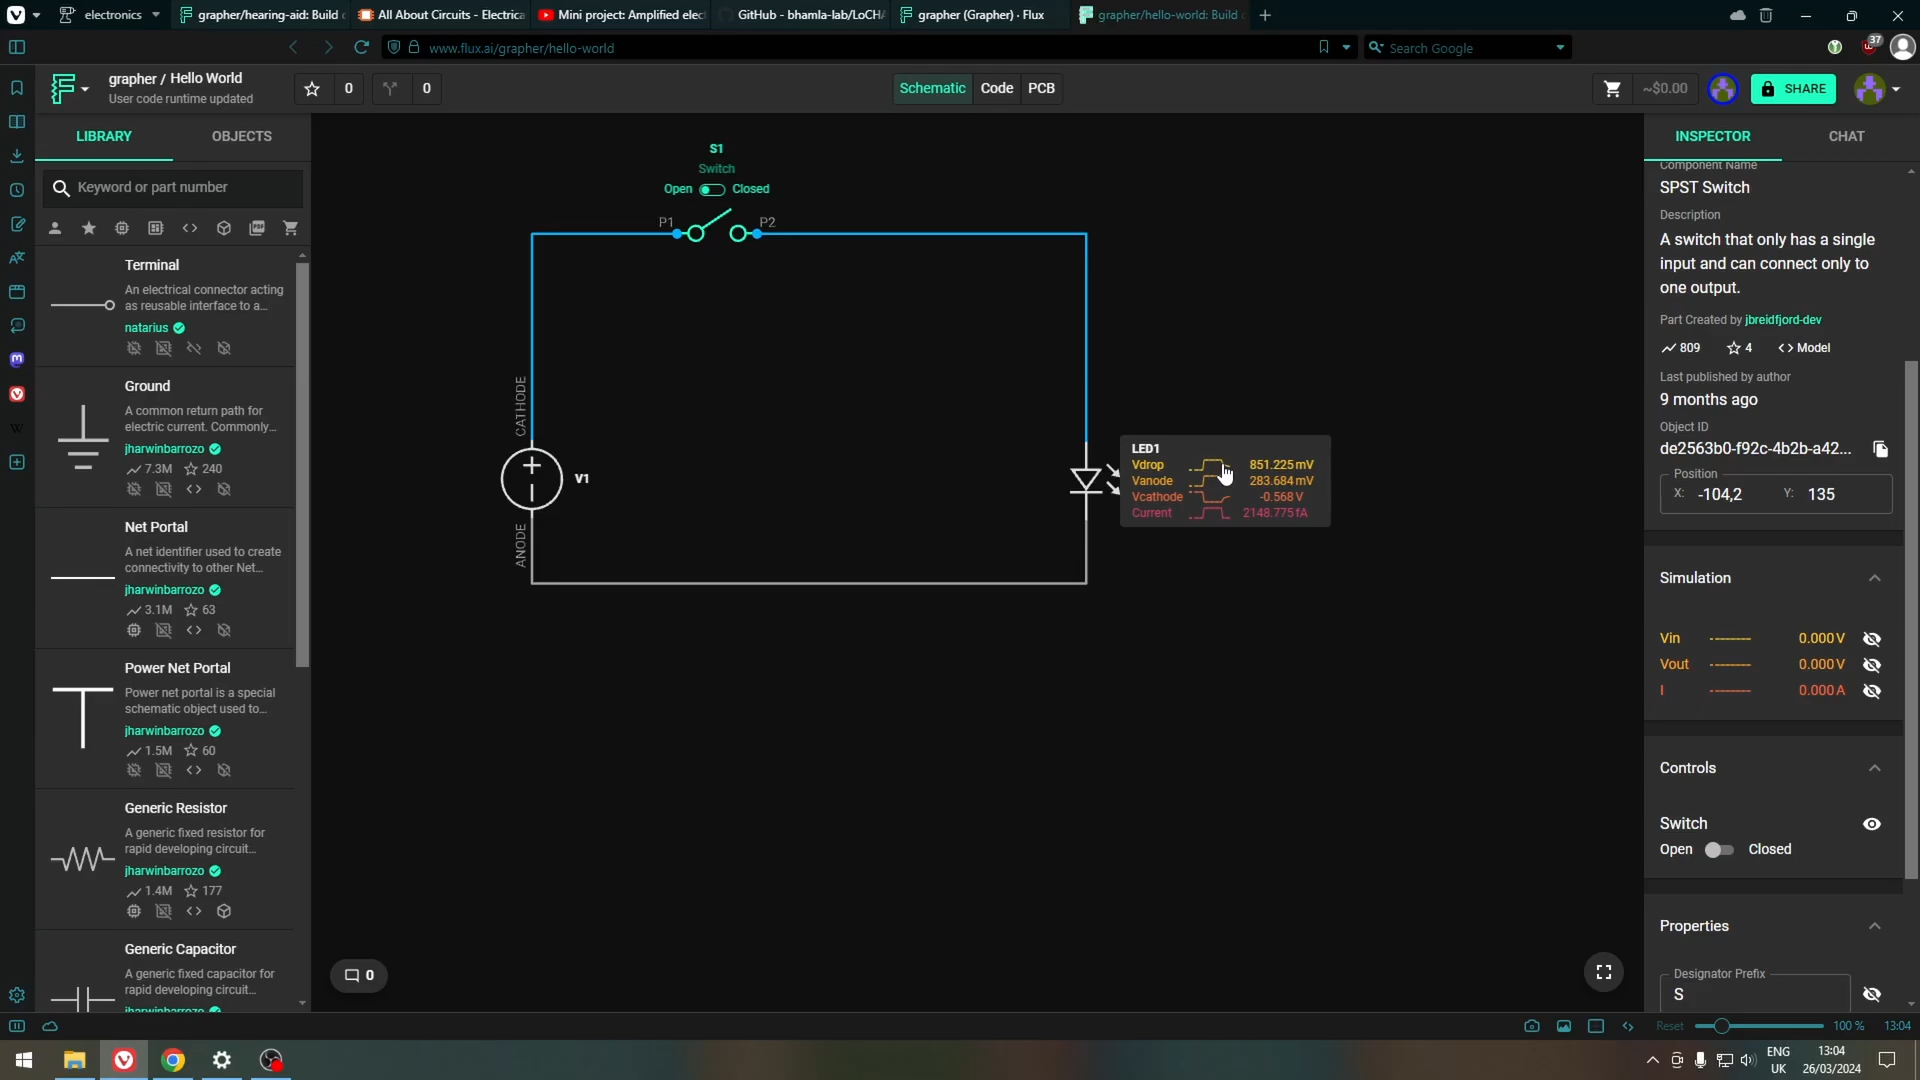 electronics
grapher/hearing-aid: Build
All About Circuits - Electrica
Mini project: Amplified elec
GitHub - bhamla-lab/LoCHA
grapher (Grapher) · Flux
grapher/hello-world: Build
www.flux.ai/grapher/hello-world
Search Google
37
grapher / Hello World
User code runtime updated
0
0
Schematic
Code
PCB
~$0.00
SHARE
LIBRARY
OBJECTS
Keyword or part number
Terminal
An electrical connector acting
as reusable interface to a...
natarius
Ground
A common return path for
electric current. Commonly...
jharwinbarrozo
7.3M
240
Net Portal
A net identifier used to create
connectivity to other Net...
jharwinbarrozo
3.1M
63
Power Net Portal
Power net portal is a special
schematic object used to...
jharwinbarrozo
1.5M
60
Generic Resistor
A generic fixed resistor for
rapid developing circuit...
jharwinbarrozo
1.4M
177
Generic Capacitor
A generic fixed capacitor for
rapid developing circuit...
jharwinbarrozo
S1
Switch
Open
Closed
P1
P2
CATHODE
V1
ANODE
LED1
Vdrop 851.225 mV
Vanode 283.684 mV
Vcathode -0.568 V
Current 2148.775 fA
0
INSPECTOR
CHAT
Component Name
SPST Switch
Description
A switch that only has a single
input and can connect only to
one output.
Part Created by jbreidfjord-dev
809
4
<> Model
Last published by author
9 months ago
Object ID
de2563b0-f92c-4b2b-a42...
Position
X: -104,2 Y: 135
Simulation
Vin 0.000 V
Vout 0.000 V
I 0.000 A
Controls
Switch
Open
Closed
Properties
Designator Prefix
S
Reset
100 %
13:04
ENG
UK
13:04
26/03/2024